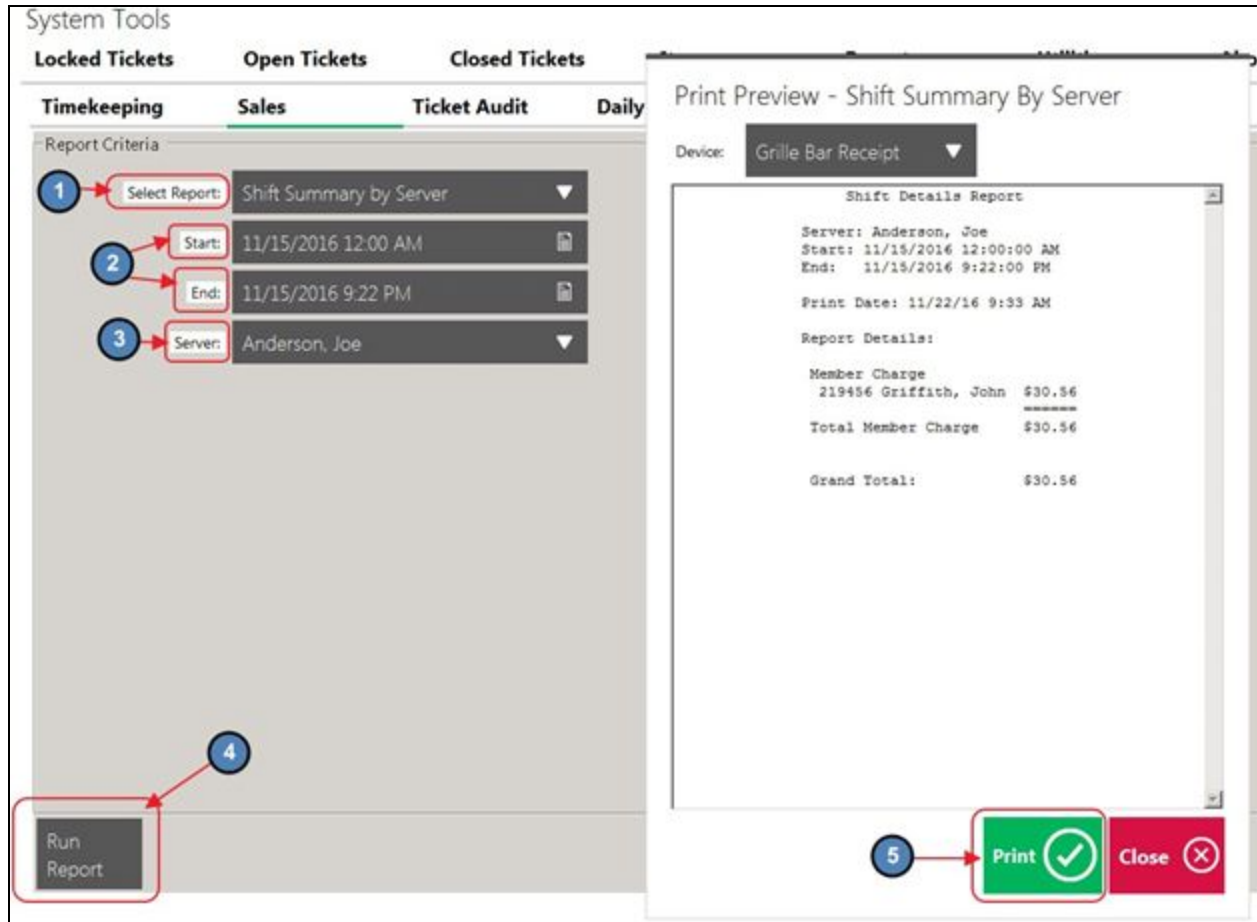 System Tools
Locked Tickets Open Tickets Closed Tickets
Timekeeping Sales Ticket Audit Daily
Report Criteria
1 Select Report: Shift Summary by Server
2 Start: 11/15/2016 12:00 AM
End: 11/15/2016 9:22 PM
3 Server: Anderson, Joe
4
Run
Report
Print Preview - Shift Summary By Server
Device: Grille Bar Receipt
Shift Details Report
Server: Anderson, Joe
Start: 11/15/2016 12:00:00 AM
End: 11/15/2016 9:22:00 PM
Print Date: 11/22/16 9:33 AM
Report Details:
Member Charge
219456 Griffith, John $30.56
======
Total Member Charge $30.56
Grand Total: $30.56
5 Print Close